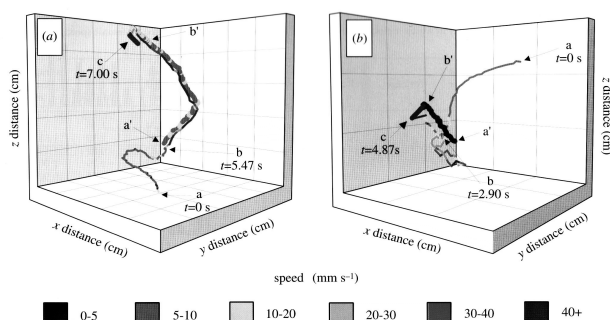 (a)
b'
c
t=7.00 s
a'
b
t=5.47 s
a
t=0 s
z distance (cm)
x distance (cm)
y distance (cm)
(b)
a
t=0 s
b'
c
t=4.87s
a'
b
t=2.90 s
z distance (cm)
x distance (cm)
y distance (cm)
speed (mm s⁻¹)
0-5 5-10 10-20 20-30 30-40 40+